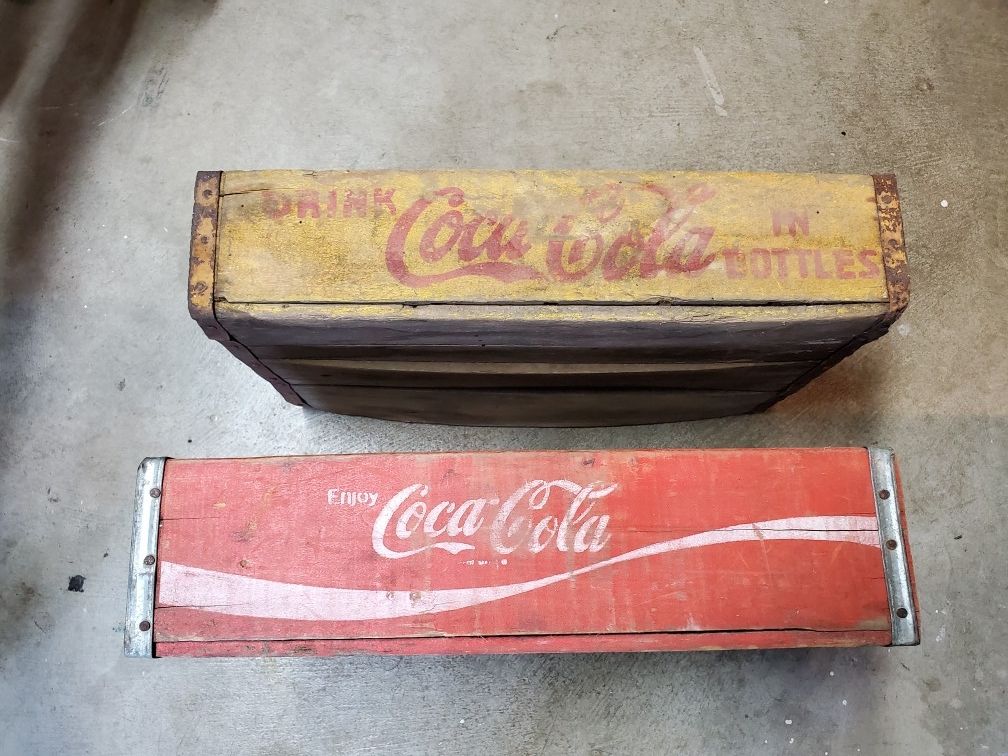 DRINK Coca-Cola IN
BOTTLES
Enjoy Coca-Cola